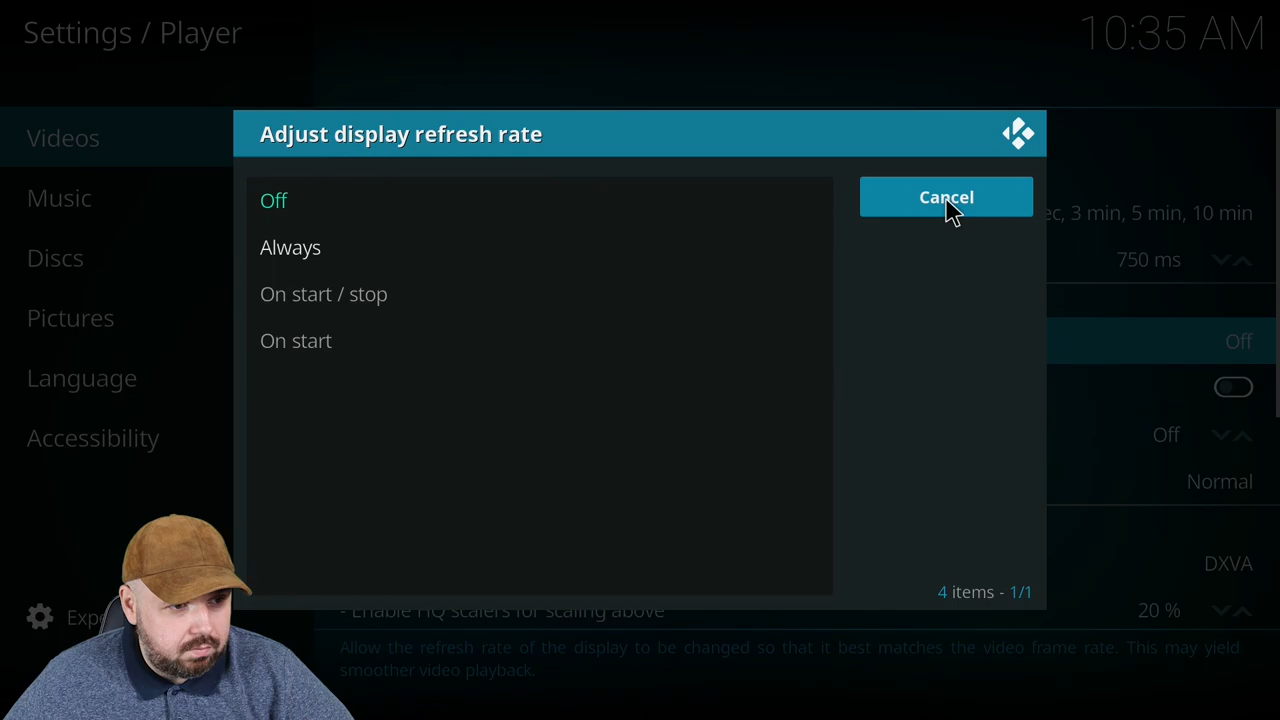 Settings / Player
10:35 AM
Adjust display refresh rate
Videos
Music
Discs
Pictures
Language
Accessibility
Off
Always
On start / stop
On start
Cancel
4 items - 1/1
ec, 3 min, 5 min, 10 min
750 ms
Off
Off
Normal
DXVA
- Enable HQ scalers for scaling above
20 %
Allow the refresh rate of the display to be changed so that it best matches the video frame rate. This may yield
smoother video playback.